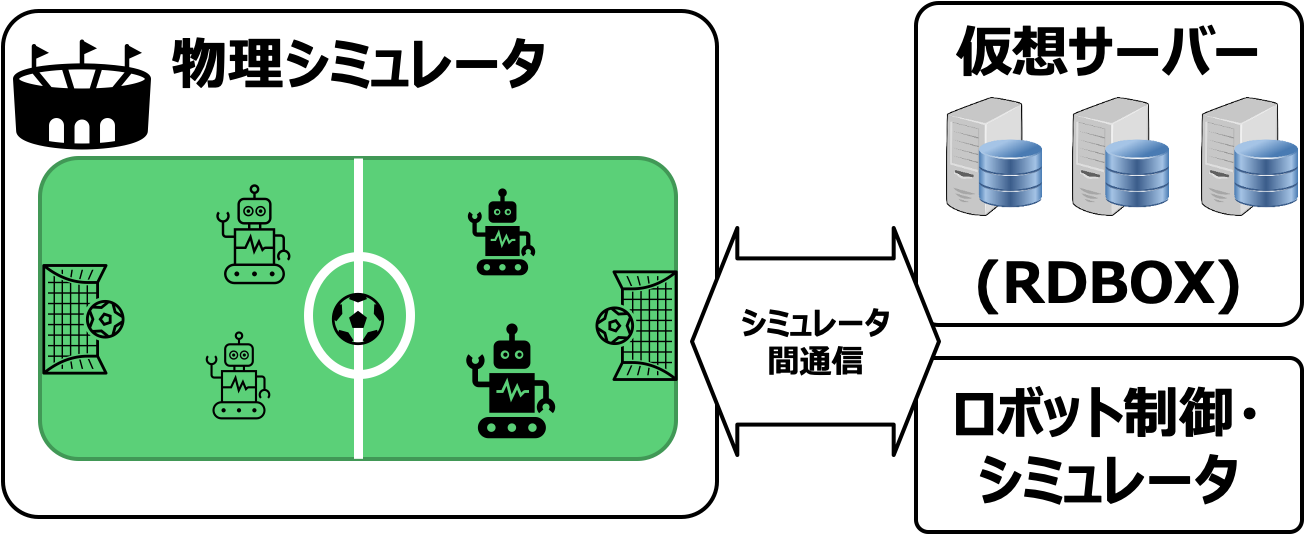 物理シミュレータ
仮想サーバー
(RDBOX)
シミュレータ
間通信
ロボット制御・
シミュレータ